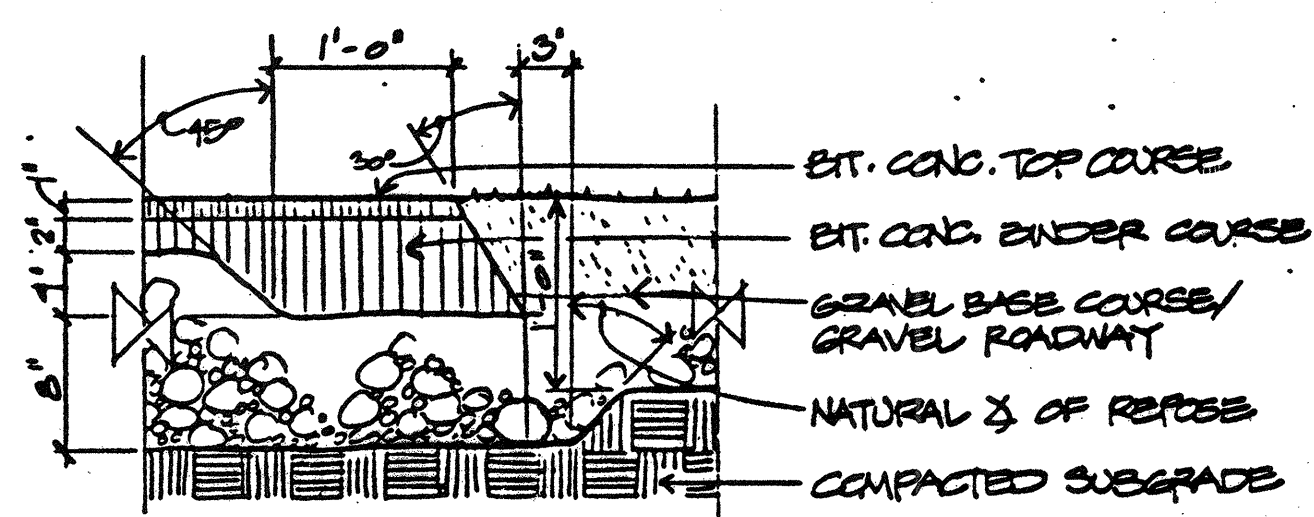 1'-0"
3"
45°
30°
1"
2"
4"
8"
BIT. CONC. TOP COURSE
BIT. CONC. BINDER COURSE
GRAVEL BASE COURSE/
GRAVEL ROADWAY
NATURAL ∡ OF REPOSE
COMPACTED SUBGRADE